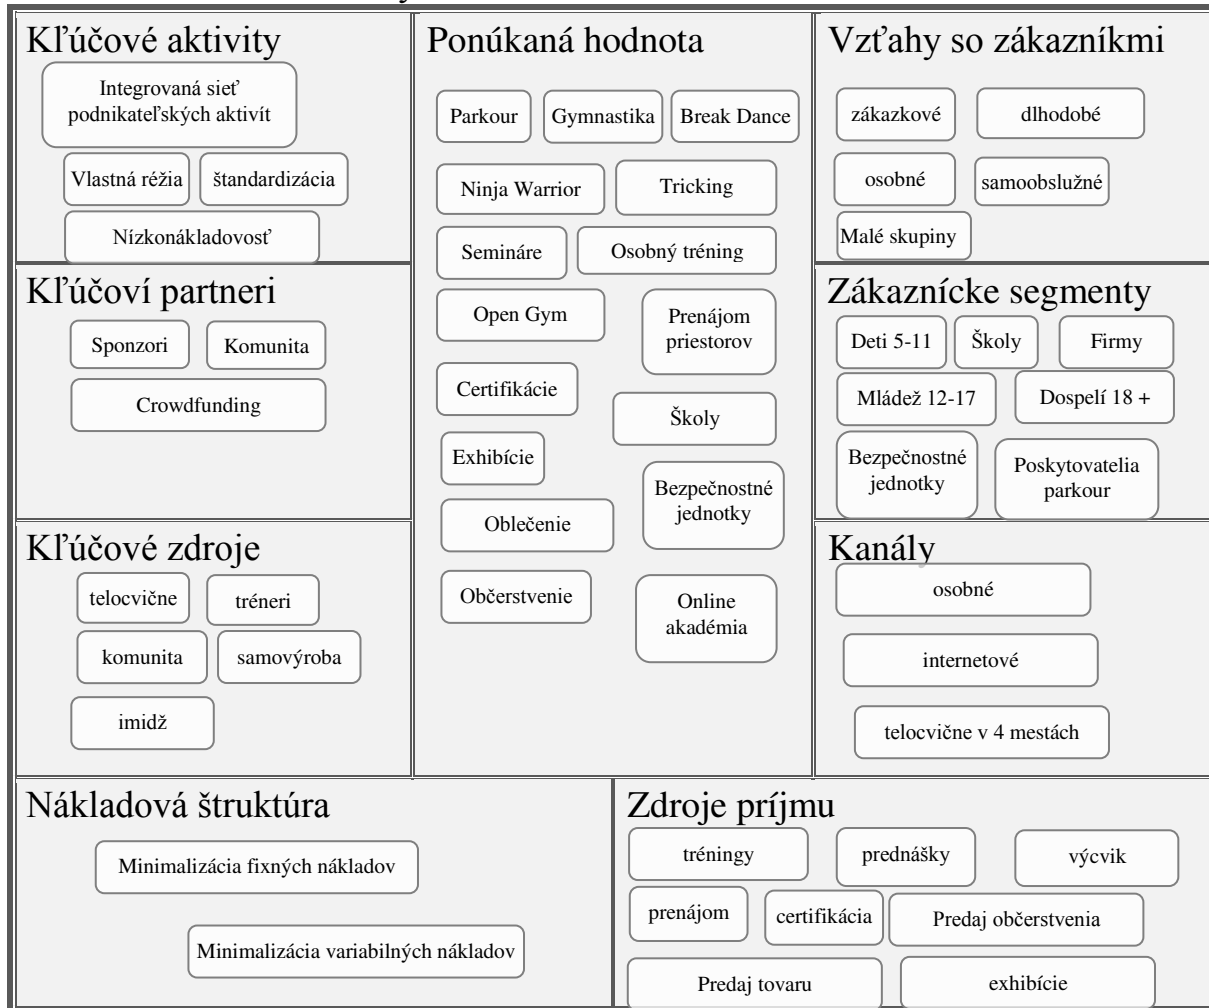 Kľúčové aktivity
Integrovaná sieť
podnikateľských aktivít
Vlastná réžia
štandardizácia
Nízkonákladovosť
Kľúčoví partneri
Sponzori
Komunita
Crowdfunding
Kľúčové zdroje
telocvične
tréneri
komunita
samovýroba
imidž
Ponúkaná hodnota
Parkour
Gymnastika
Break Dance
Ninja Warrior
Tricking
Semináre
Osobný tréning
Open Gym
Prenájom
priestorov
Certifikácie
Školy
Exhibície
Bezpečnostné
jednotky
Oblečenie
Občerstvenie
Online
akadémia
Vzťahy so zákazníkmi
zákazkové
dlhodobé
osobné
samoobslužné
Malé skupiny
Zákaznícke segmenty
Deti 5-11
Školy
Firmy
Mládež 12-17
Dospelí 18 +
Bezpečnostné
jednotky
Poskytovatelia
parkour
Kanály
osobné
internetové
telocvične v 4 mestách
Nákladová štruktúra
Minimalizácia fixných nákladov
Minimalizácia variabilných nákladov
Zdroje príjmu
tréningy
prednášky
výcvik
prenájom
certifikácia
Predaj občerstvenia
Predaj tovaru
exhibície